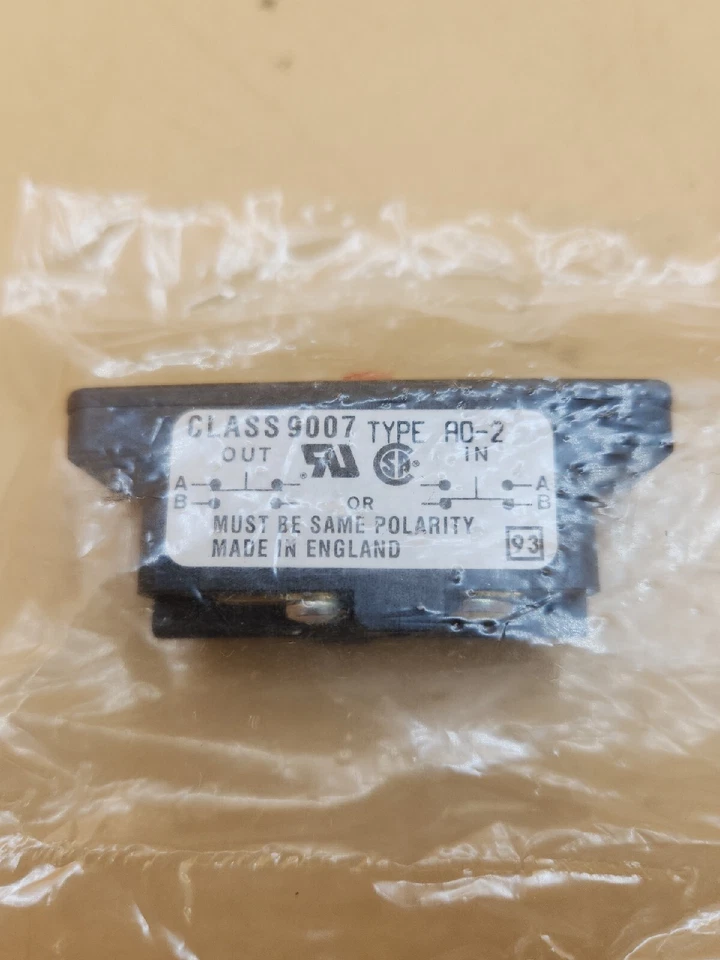 CLASS 9007 TYPE AO-2
OUT IN
A A
B OR B
MUST BE SAME POLARITY
MADE IN ENGLAND 93